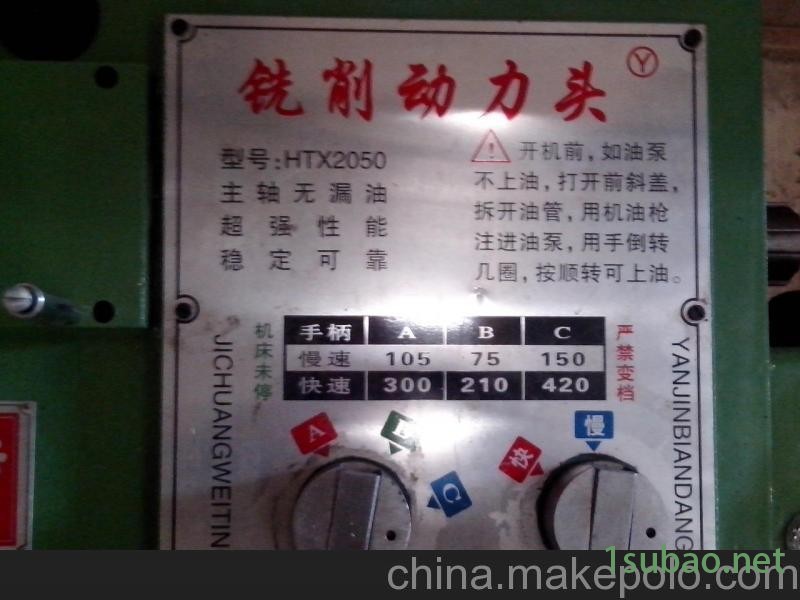 铣削动力头 Y
型号:HTX2050
主轴无漏油
超强性能
稳定可靠
开机前，如油泵
不上油，打开前斜盖，
拆开油管，用机油枪
注进油泵，用手倒转
几圈，按顺转可上油。
机床未停
手柄 A B C
慢速 105 75 150
快速 300 210 420
严禁变档
JICHUANGWEITIN
YANJINBIANDANG
A
C
快
慢
1subao.net
china.makepolo.com